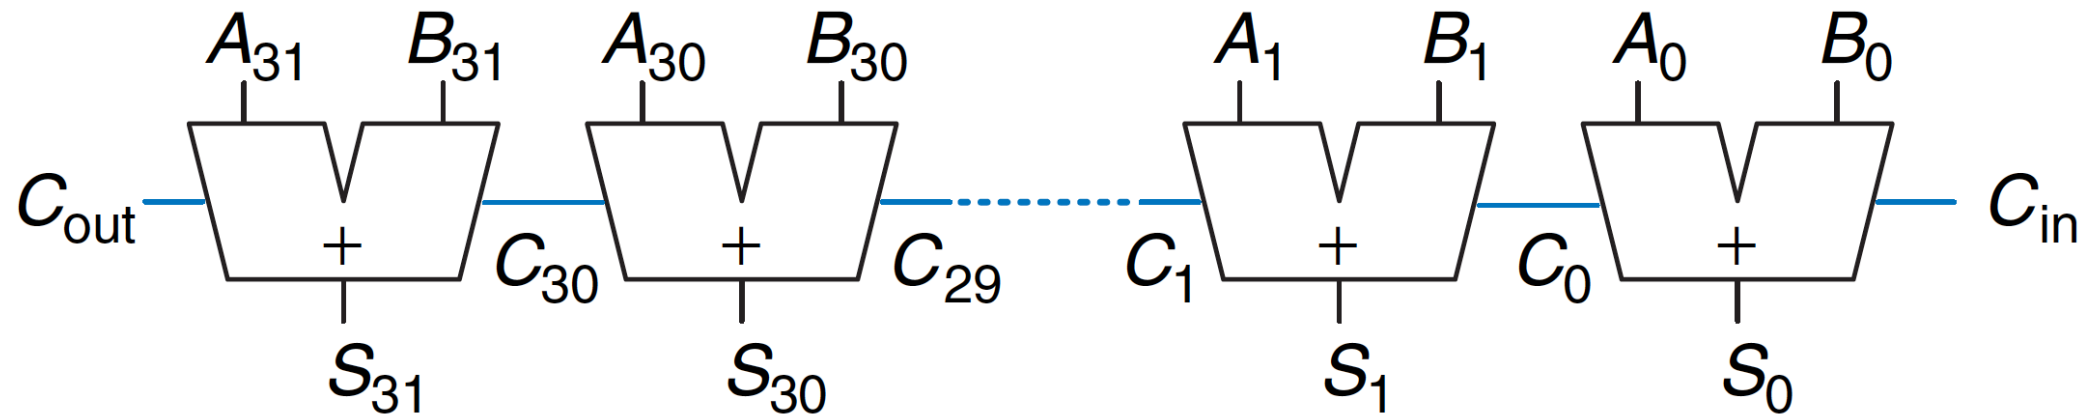 A31 B31 A30 B30 A1 B1 A0 B0
Cout Cin
+ + + +
C30 C29 C1 C0
S31 S30 S1 S0